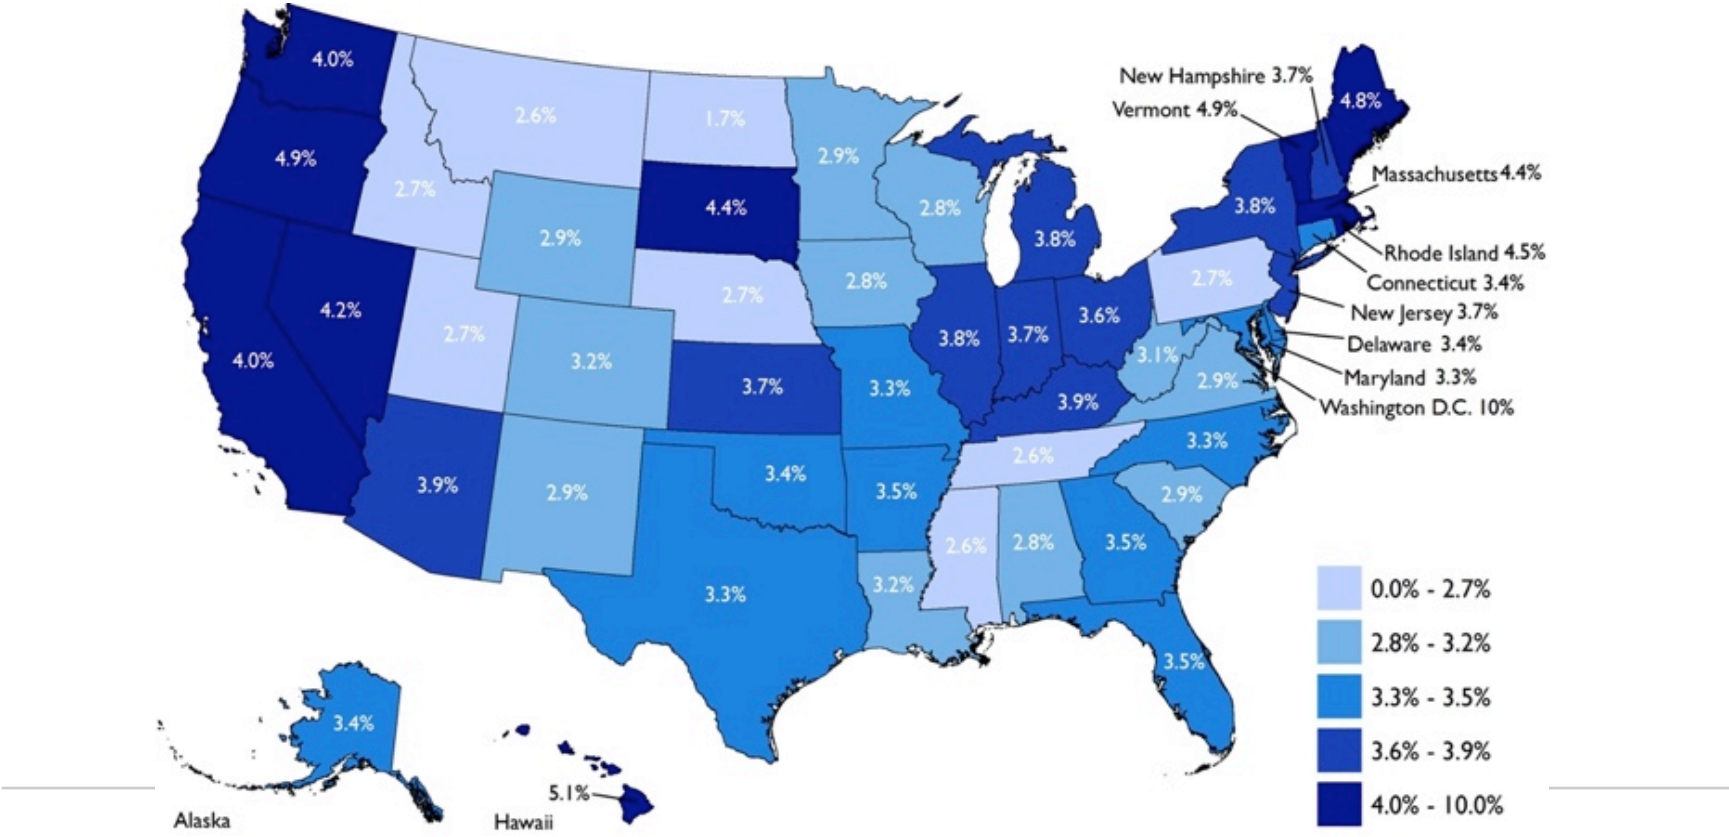 4.0%
New Hampshire 3.7%
4.8%
Vermont 4.9%
2.6%
1.7%
4.9%
2.9%
Massachusetts 4.4%
2.7%
4.4%
2.8%
3.8%
3.8%
2.9%
Rhode Island 4.5%
Connecticut 3.4%
2.8%
2.7%
2.7%
New Jersey 3.7%
4.2%
3.6%
2.7%
3.8%
3.7%
Delaware 3.4%
4.0%
3.2%
3.1%
Maryland 3.3%
3.7%
3.3%
2.9%
3.9%
Washington D.C. 10%
3.3%
2.6%
3.4%
3.9%
2.9%
3.5%
2.9%
2.6%
2.8%
3.5%
3.3%
3.2%
0.0% - 2.7%
2.8% - 3.2%
3.5%
3.3% - 3.5%
3.4%
3.6% - 3.9%
5.1%
4.0% - 10.0%
Alaska
Hawaii